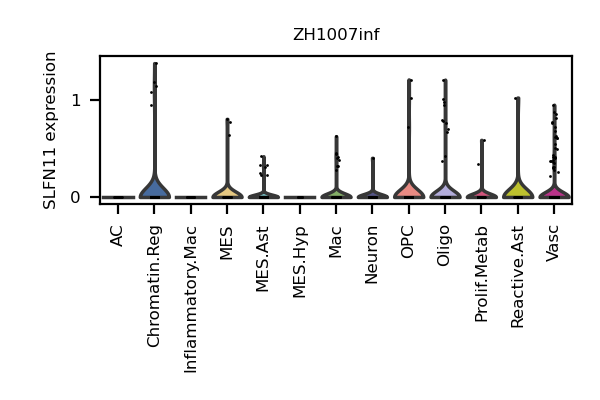 ZH1007inf
SLFN11 expression
1
0
AC
Chromatin.Reg
Inflammatory.Mac
MES
MES.Ast
MES.Hyp
Mac
Neuron
OPC
Oligo
Prolif.Metab
Reactive.Ast
Vasc